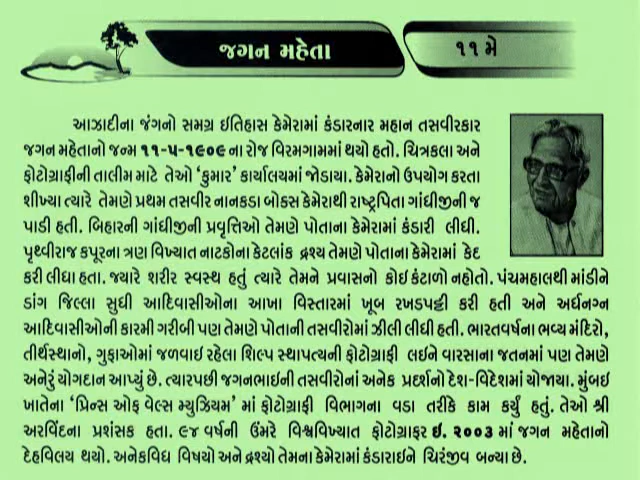 જગન મહેતા
૧૧ મે
આઝાદીના જંગનો સમગ્ર ઇતિહાસ કેમેરામાં કંડારનાર મહાન તસવીરકાર
જગન મહેતાનો જન્મ ૧૧-૫-૧૯૦૯ના રોજ વિરમગામમાં થયો હતો. ચિત્રકલા અને
ફોટોગ્રાફીની તાલીમ માટે તેઓ ‘કુમાર’ કાર્યાલયમાં જોડાયા. કેમેરાનો ઉપયોગ કરતા
શીખ્યા ત્યારે તેમણે પ્રથમ તસવીર નાનકડા બોક્સ કેમેરાથી રાષ્ટ્રપિતા ગાંધીજીની જ
પાડી હતી. બિહારની ગાંધીજીની પ્રવૃત્તિઓ તેમણે પોતાના કેમેરામાં કંડારી લીધી.
પૃથ્વીરાજ કપૂરના ત્રણ વિખ્યાત નાટકોના કેટલાંક દ્રશ્ય તેમણે પોતાના કેમેરામાં કેદ
કરી લીધા હતા. જ્યારે શરીર સ્વસ્થ હતું ત્યારે તેમને પ્રવાસનો કોઇ કંટાળો નહોતો. પંચમહાલથી માંડીને
ડાંગ જિલ્લા સુધી આદિવાસીઓના આખા વિસ્તારમાં ખૂબ રખડપટ્ટી કરી હતી અને અર્ધનગ્ન
આદિવાસીઓની કારમી ગરીબી પણ તેમણે પોતાની તસવીરોમાં ઝીલી લીધી હતી. ભારતવર્ષના ભવ્ય મંદિરો,
તીર્થસ્થાનો, ગુફાઓમાં જળવાઇ રહેલા શિલ્પ સ્થાપત્યની ફોટોગ્રાફી લઇને વારસાના જતનમાં પણ તેમણે
અનેરું યોગદાન આપ્યું છે. ત્યારપછી જગનભાઇની તસવીરોનાં અનેક પ્રદર્શનો દેશ-વિદેશમાં યોજાયા. મુંબઇ
ખાતેના ‘પ્રિન્સ ઓફ વેલ્સ મ્યુઝિયમ’ માં ફોટોગ્રાફી વિભાગના વડા તરીકે કામ કર્યું હતું. તેઓ શ્રી
અરવિંદના પ્રશંસક હતા. ૯૪ વર્ષની ઉંમરે વિશ્વવિખ્યાત ફોટોગ્રાફર ઇ. ૨૦૦૩ માં જગન મહેતાનો
દેહવિલય થયો. અનેકવિધ વિષયો અને દ્રશ્યો તેમના કેમેરામાં કંડારાઇને ચિરંજીવ બન્યા છે.